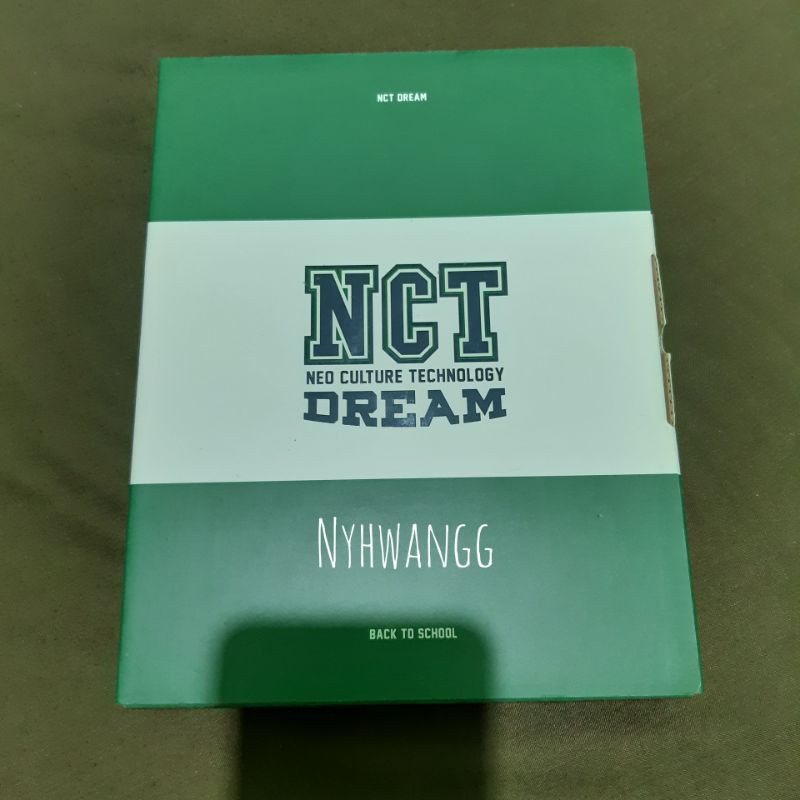 NCT DREAM
NCT
NEO CULTURE TECHNOLOGY
DREAM
NYHWANGG
BACK TO SCHOOL